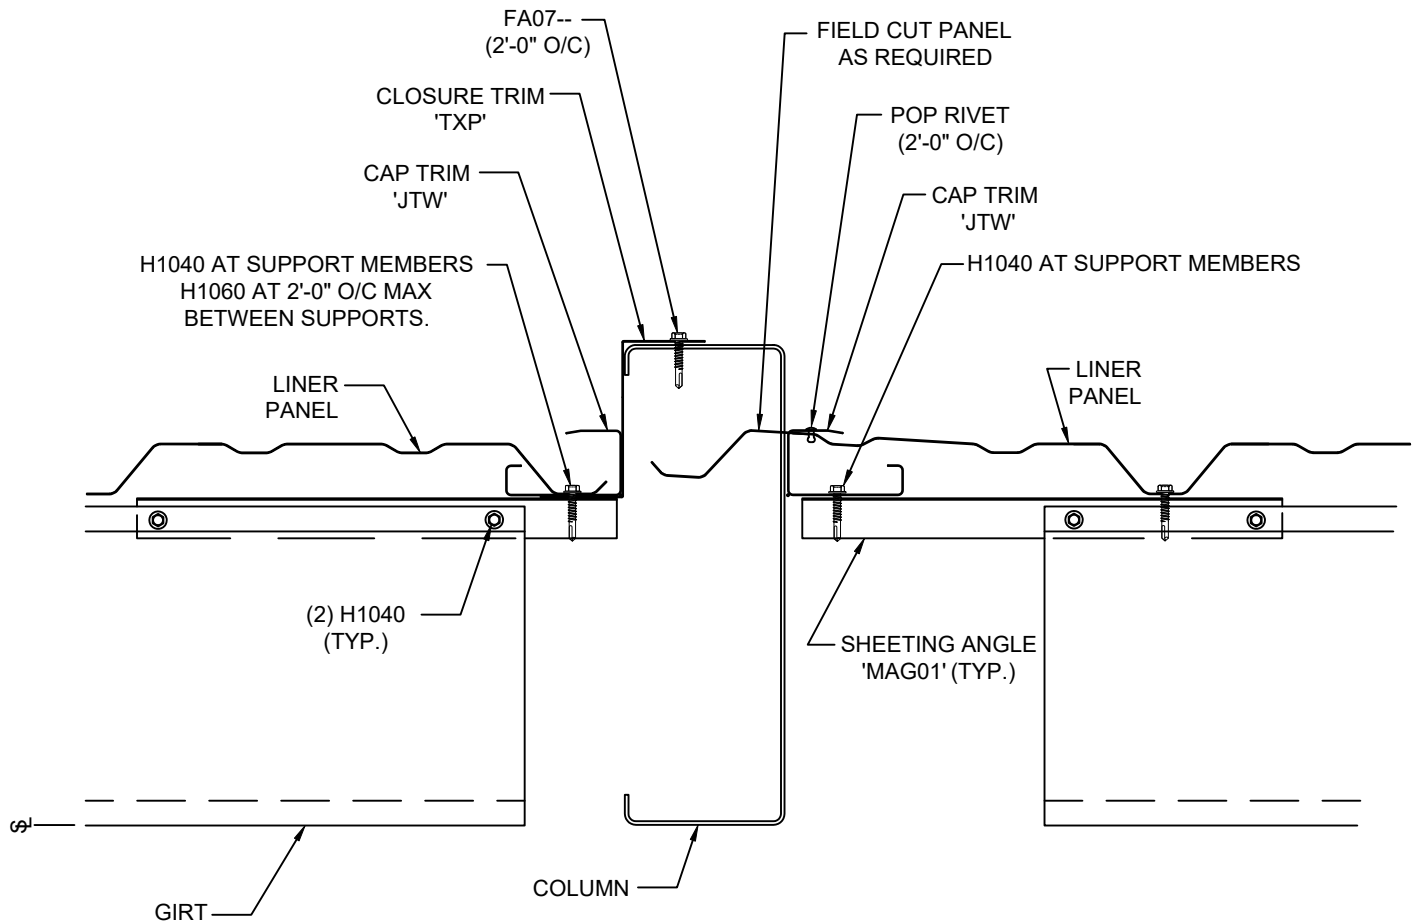 FA07--
(2'-0" O/C)
FIELD CUT PANEL
AS REQUIRED
CLOSURE TRIM
'TXP'
POP RIVET
(2'-0" O/C)
CAP TRIM
'JTW'
CAP TRIM
'JTW'
H1040 AT SUPPORT MEMBERS
H1060 AT 2'-0" O/C MAX
BETWEEN SUPPORTS.
H1040 AT SUPPORT MEMBERS
LINER
PANEL
LINER
PANEL
(2) H1040
(TYP.)
SHEETING ANGLE
'MAG01' (TYP.)
COLUMN
GIRT